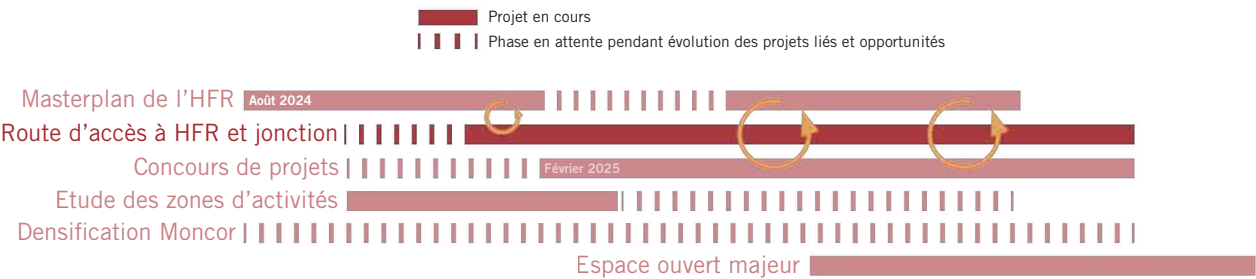 Projet en cours
Phase en attente pendant évolution des projets liés et opportunités
Masterplan de l'HFR Août 2024
Route d'accès à HFR et jonction
Concours de projets Février 2025
Etude des zones d'activités
Densification Moncor
Espace ouvert majeur